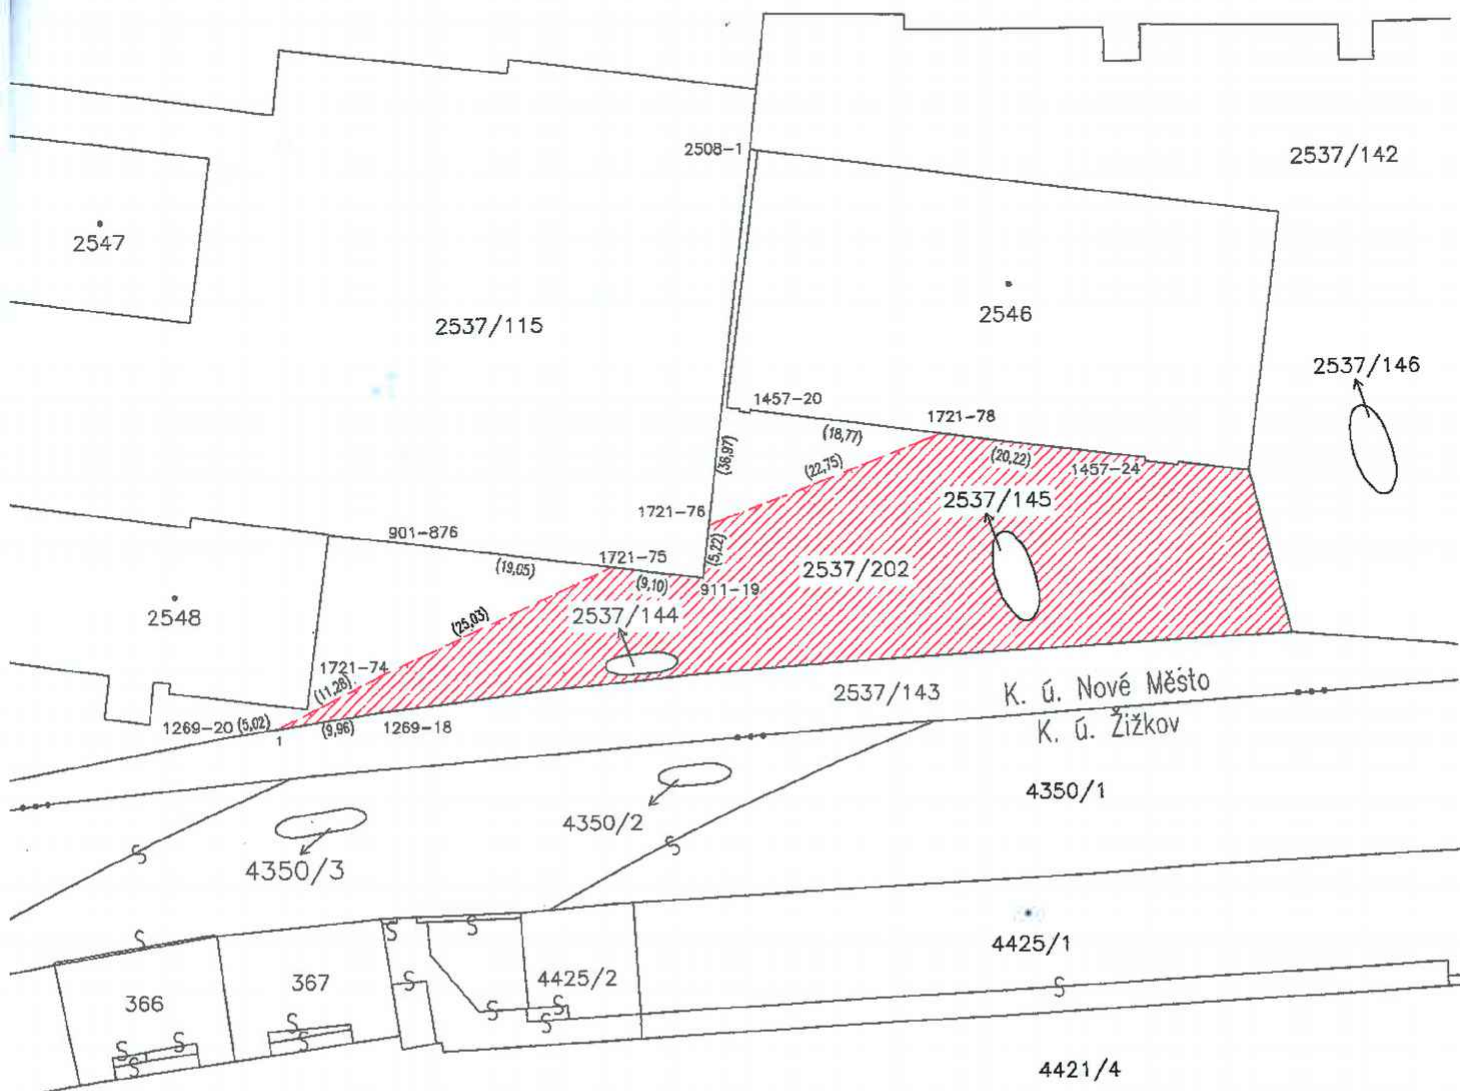 2508-1
2537/142
2547
2546
2537/115
2537/146
1457-20
1721-78
(18,77)
(36,97)
(22,75)
(20,22)
1457-24
2537/145
1721-76
901-876
1721-75
(5,22)
(19,05)
(9,10)
911-19
2537/202
2548
2537/144
(25,03)
1721-74
(11,28)
2537/143
K. ú. Nové Město
1269-20 (5,02)
1
(9,96)
1269-18
K. ú. Žižkov
4350/1
4350/2
S
S
4350/3
S
S
S
4425/1
366
367
S
4425/2
S
S
S
S
S
S
S
S
S
S
4421/4